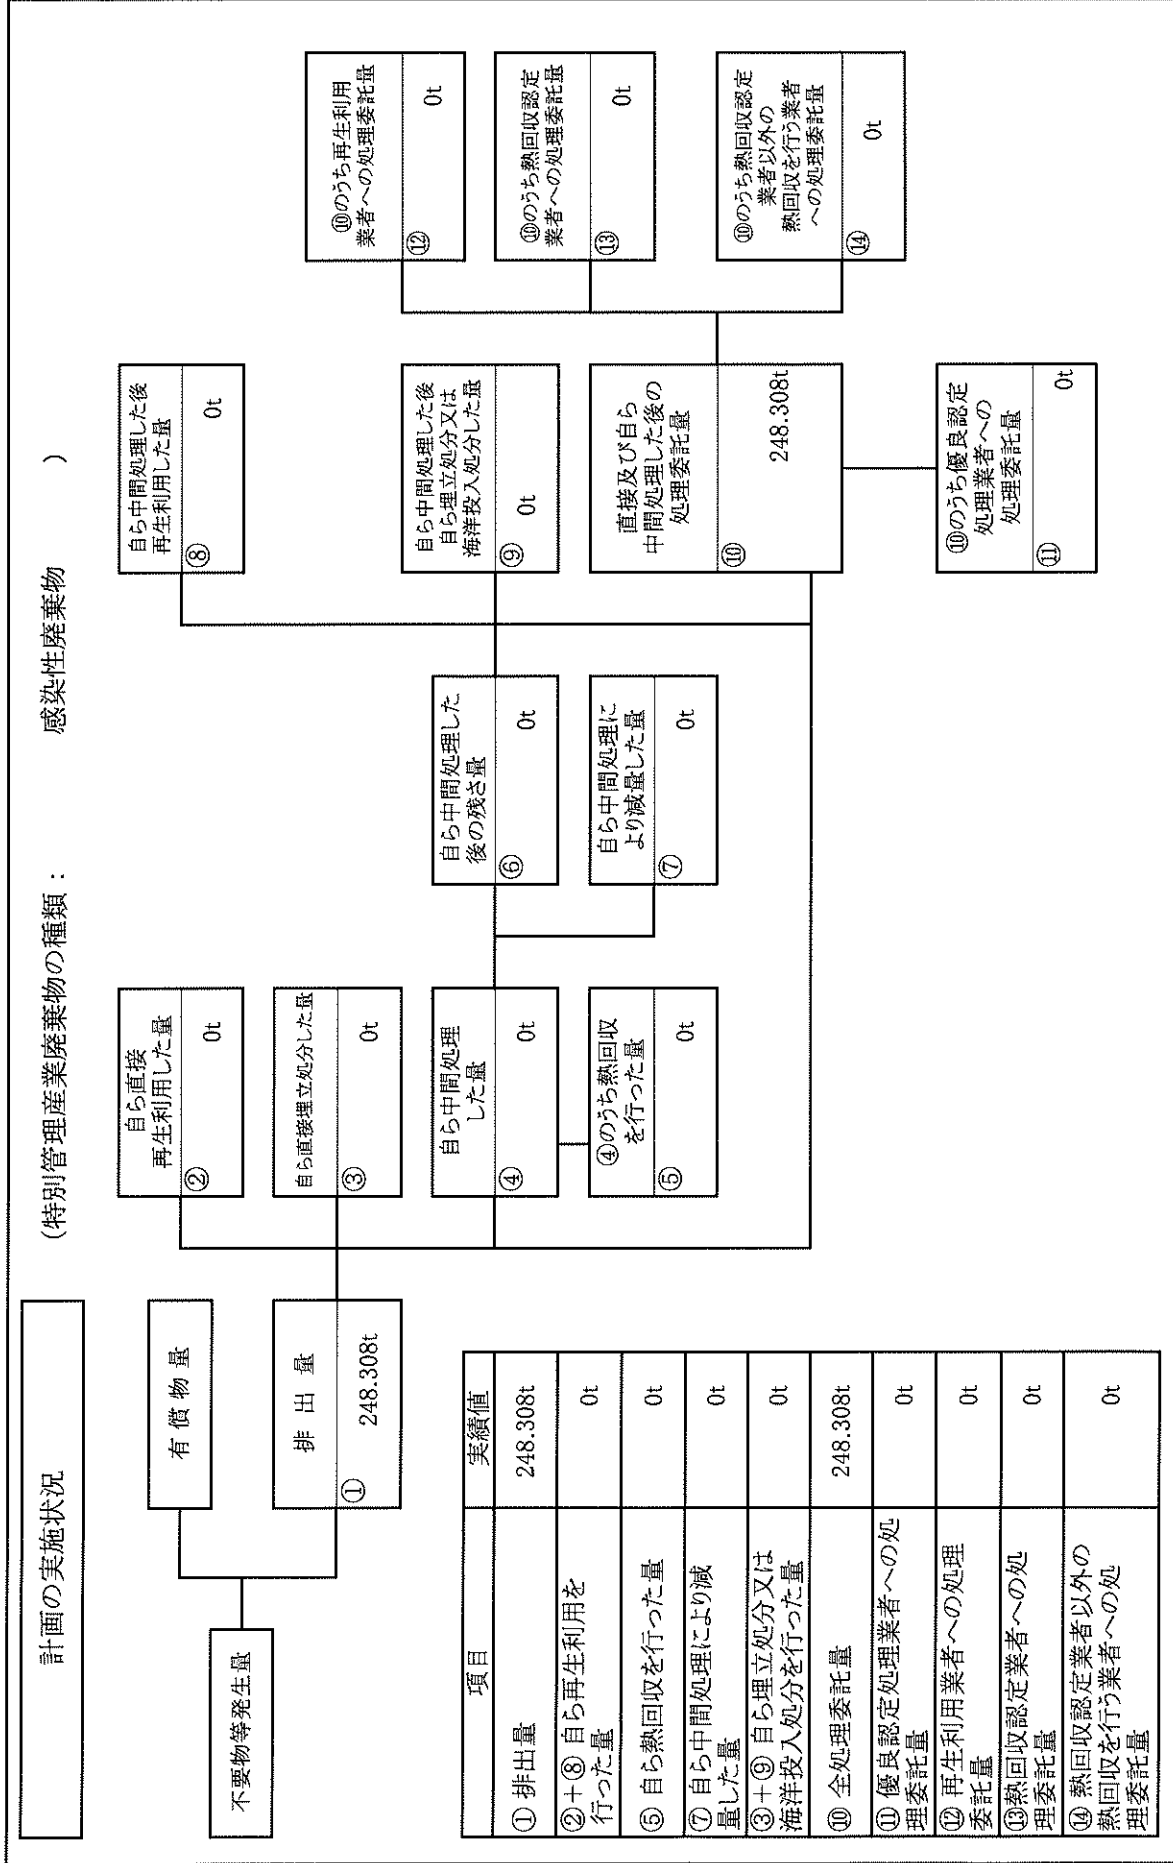 計画の実施状況
(特別管理産業廃棄物の種類： 感染性廃棄物 )
不要物等発生量
有償物量
排出量
①
248.308t
自ら直接
再生利用した量
②
0t
自ら直接埋立処分した量
③
0t
自ら中間処理
した量
④
0t
④のうち熱回収
を行った量
⑤
0t
自ら中間処理した
後の残さ量
⑥
0t
自ら中間処理に
より減量した量
⑦
0t
自ら中間処理した後
再生利用した量
⑧
0t
自ら中間処理した後
自ら埋立処分又は
海洋投入処分した量
⑨
0t
直接及び自ら
中間処理した後の
処理委託量
⑩
248.308t
⑩のうち優良認定
処理業者への
処理委託量
⑪
0t
⑩のうち再生利用
業者への処理委託量
⑫
0t
⑩のうち熱回収認定
業者への処理委託量
⑬
0t
⑩のうち熱回収認定
業者以外の
熱回収を行う業者
への処理委託量
⑭
0t
項目 実績値
① 排出量 248.308t
②+⑧ 自ら再生利用を
行った量 0t
⑤ 自ら熱回収を行った量 0t
⑦ 自ら中間処理により減
量した量 0t
③+⑨ 自ら埋立処分又は
海洋投入処分を行った量 0t
⑩ 全処理委託量 248.308t
⑪ 優良認定処理業者への処
理委託量 0t
⑫ 再生利用業者への処理
委託量 0t
⑬熱回収認定業者への処
理委託量 0t
⑭ 熱回収認定業者以外の
熱回収を行う業者への処
理委託量 0t